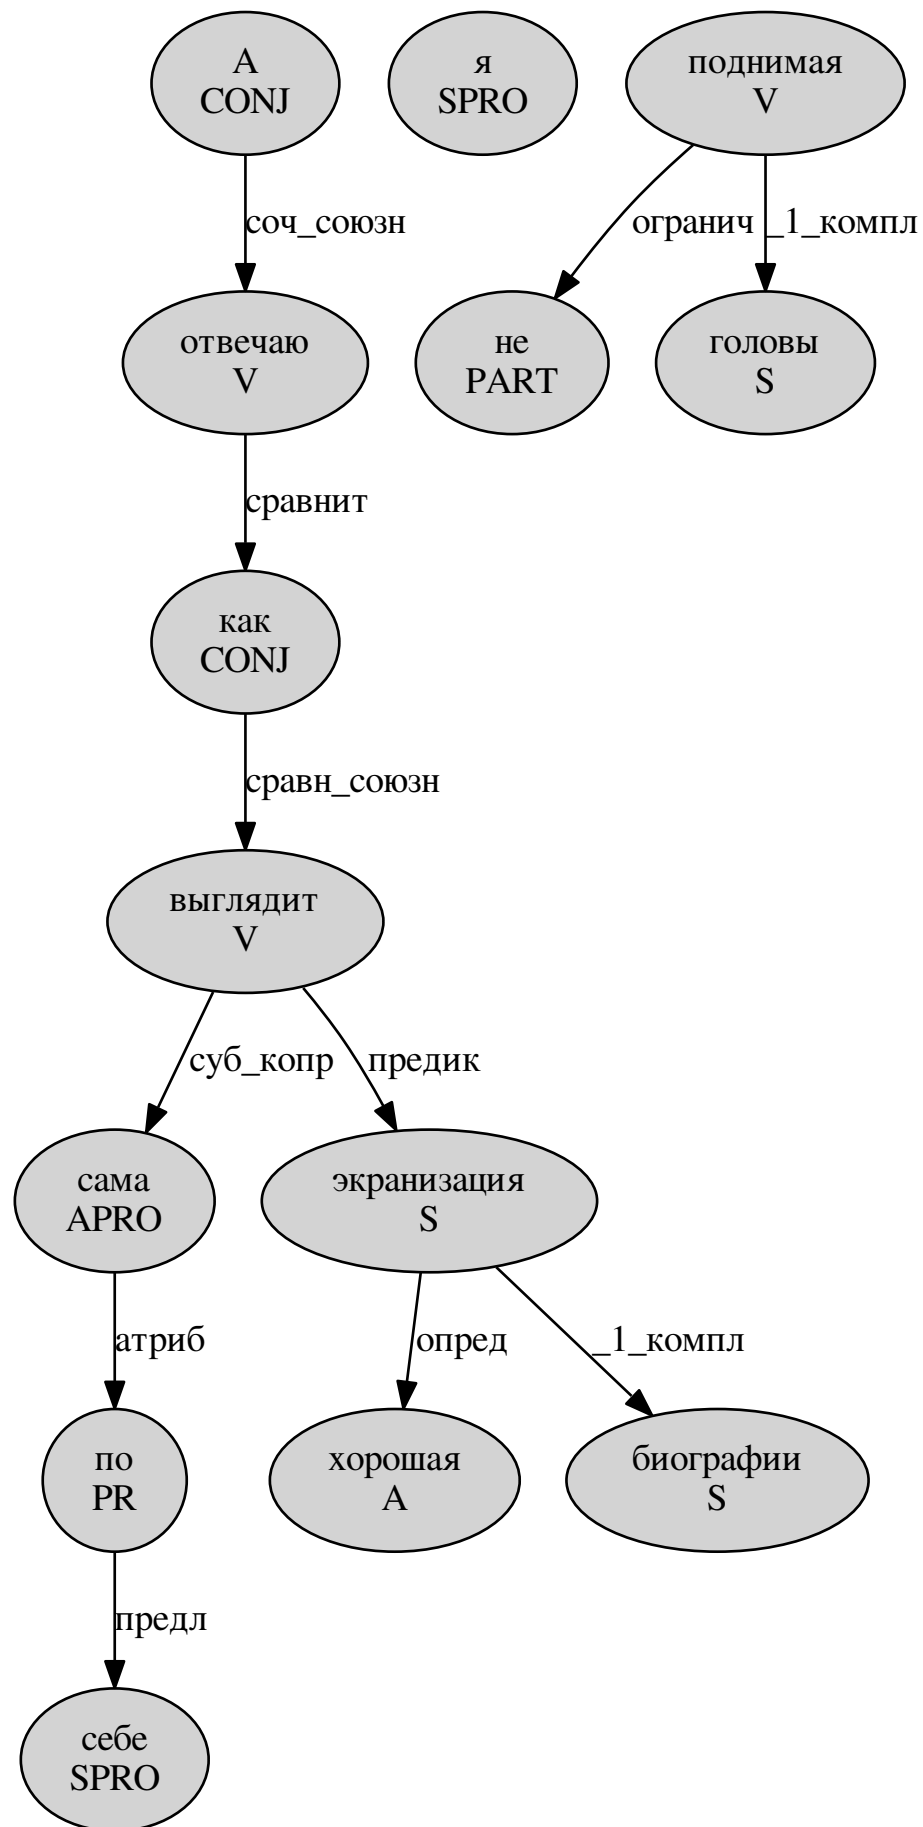 А
CONJ
я
SPRO
поднимая
V
соч_союзн
огранич
_1_компл
отвечаю
V
не
PART
головы
S
сравнит
как
CONJ
сравн_союзн
выглядит
V
суб_копр
предик
сама
APRO
экранизация
S
атриб
опред
_1_компл
по
PR
хорошая
A
биографии
S
предл
себе
SPRO